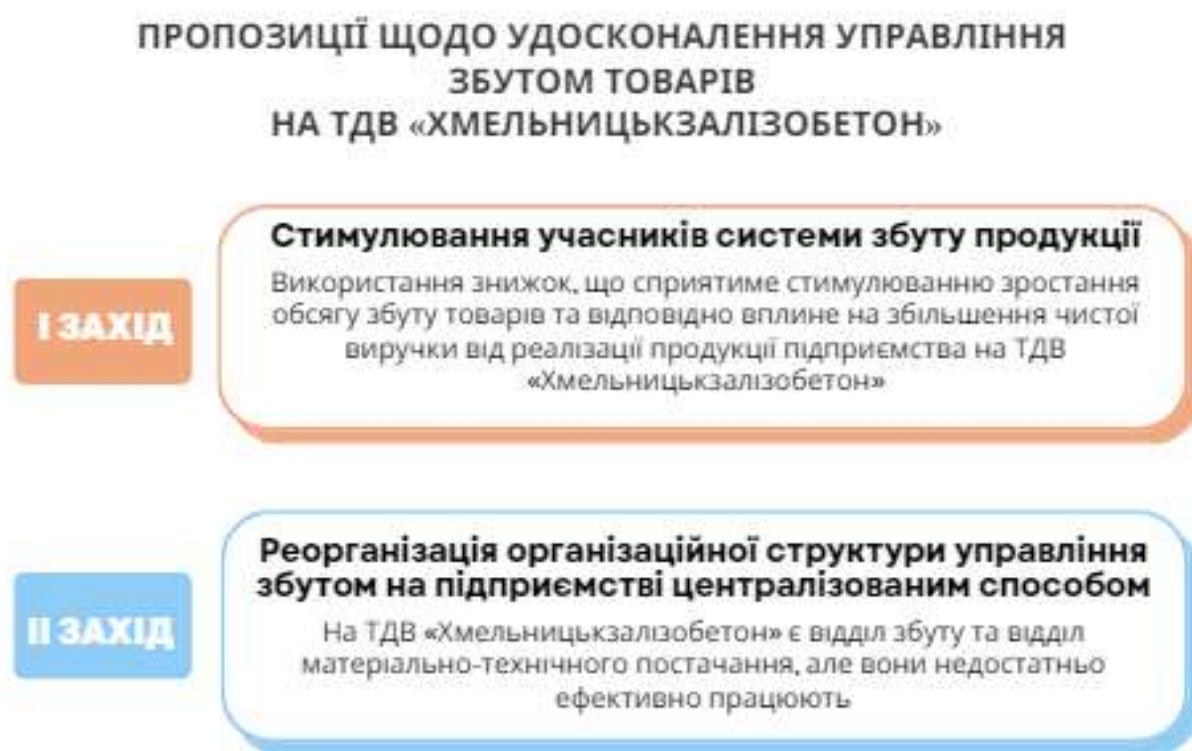 ПРОПОЗИЦІЇ ЩОДО УДОСКОНАЛЕННЯ УПРАВЛІННЯ
ЗБУТОМ ТОВАРІВ
НА ТДВ «ХМЕЛЬНИЦЬКЗАЛІЗОБЕТОН»
І ЗАХІД
Стимулювання учасників системи збуту продукції
Використання знижок, що сприятиме стимулюванню зростання
обсягу збуту товарів та відповідно вплине на збільшення чистої
виручки від реалізації продукції підприємства на ТДВ
«Хмельницькзалізобетон»
ІІ ЗАХІД
Реорганізація організаційної структури управління
збутом на підприємстві централізованим способом
На ТДВ «Хмельницькзалізобетон» є відділ збуту та відділ
матеріально-технічного постачання, але вони недостатньо
ефективно працюють